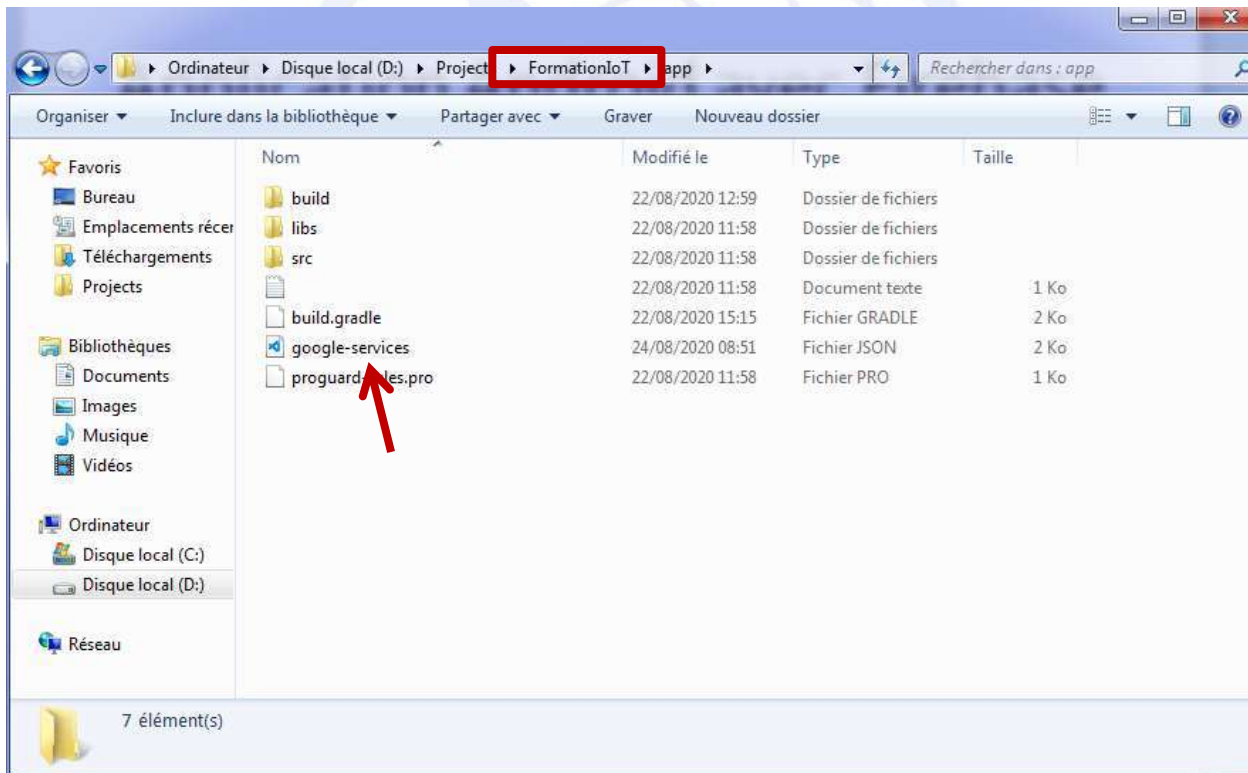 Ordinateur ▸ Disque local (D:) ▸ Project ▸ FormationIoT ▸ app ▸ Rechercher dans : app
Organiser Inclure dans la bibliothèque Partager avec Graver Nouveau dossier
Nom Modifié le Type Taille
Favoris
Bureau
Emplacements récer
Téléchargements
Projects
Bibliothèques
Documents
Images
Musique
Vidéos
Ordinateur
Disque local (C:)
Disque local (D:)
Réseau
build 22/08/2020 12:59 Dossier de fichiers
libs 22/08/2020 11:58 Dossier de fichiers
src 22/08/2020 11:58 Dossier de fichiers
22/08/2020 11:58 Document texte 1 Ko
build.gradle 22/08/2020 15:15 Fichier GRADLE 2 Ko
google-services 24/08/2020 08:51 Fichier JSON 2 Ko
22/08/2020 11:58 Fichier PRO 1 Ko
7 élément(s)